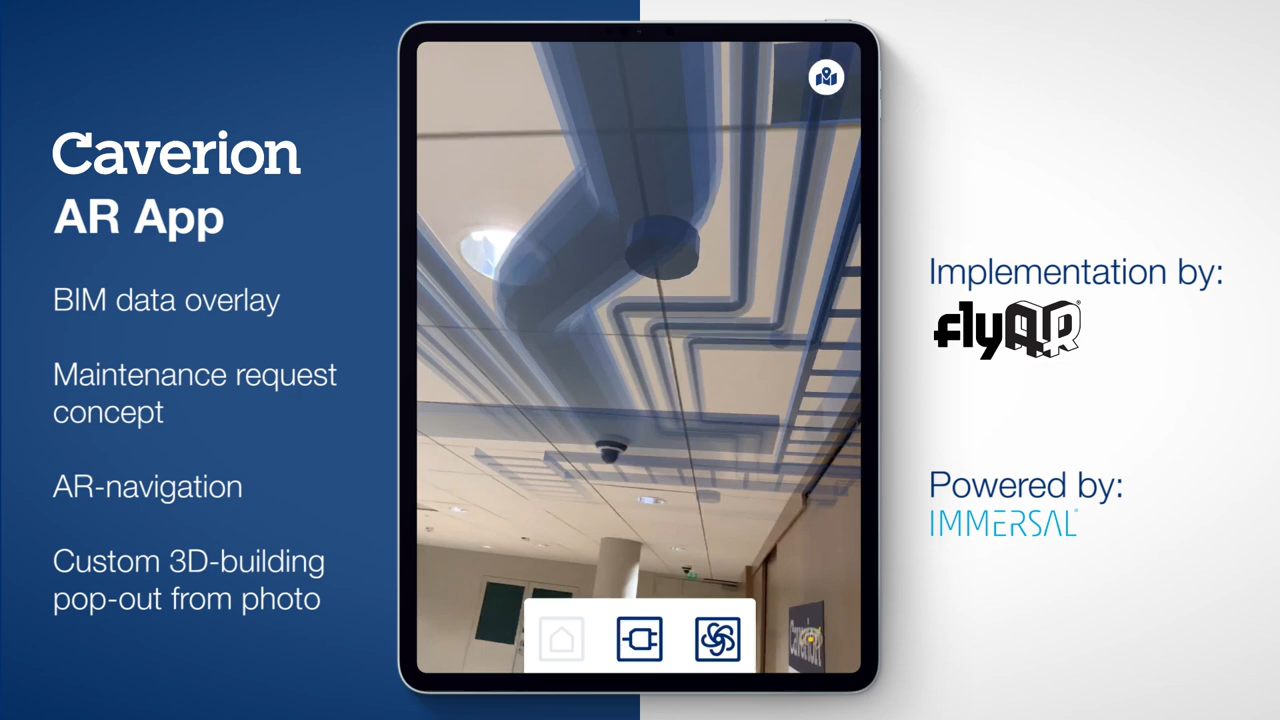 Caverion
AR App
BIM data overlay
Maintenance request
concept
AR-navigation
Custom 3D-building
pop-out from photo
Caverion
Implementation by:
flyAR®
Powered by:
IMMERSAL